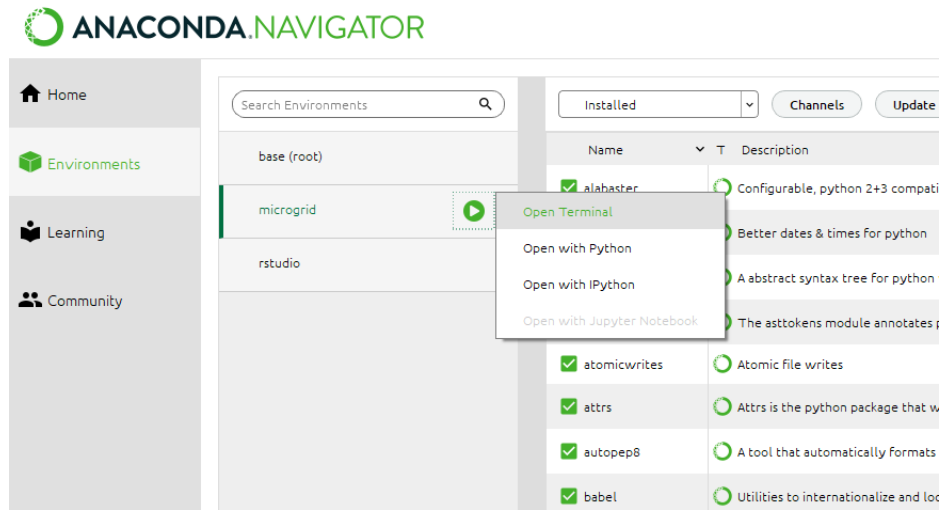 ANACONDA.NAVIGATOR
Home
Environments
Learning
Community
Search Environments
base (root)
microgrid
rstudio
Installed
Channels
Update
Name
T
Description
alabaster
Configurable, python 2+3 compati
Open Terminal
Open with Python
Open with IPython
Open with Jupyter Notebook
Better dates & times for python
A abstract syntax tree for python
The asttokens module annotates p
atomicwrites
Atomic file writes
attrs
Attrs is the python package that w
autopep8
A tool that automatically formats
babel
Utilities to internationalize and loc